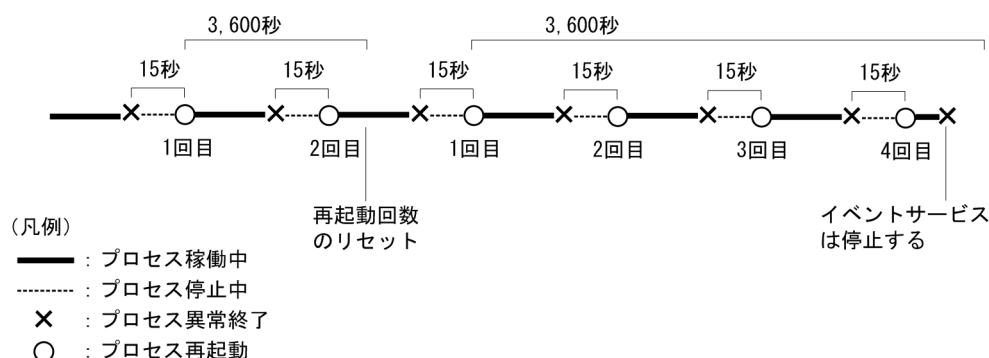 3,600秒 3,600秒
15秒 15秒 15秒 15秒 15秒 15秒
1回目 2回目 1回目 2回目 3回目 4回目
再起動回数
のリセット
イベントサービス
は停止する
（凡例）
：プロセス稼働中
：プロセス停止中
：プロセス異常終了
：プロセス再起動